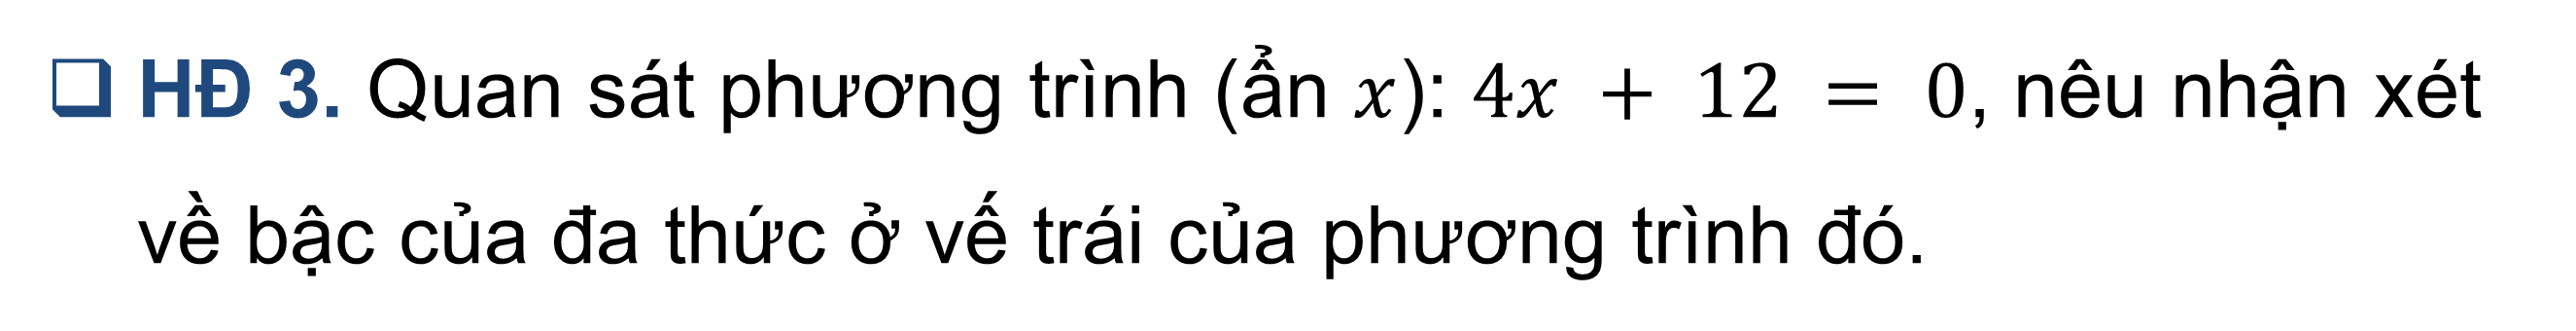 ❑ HĐ 3. Quan sát phương trình (ẩn x): 4x + 12 = 0, nêu nhận xét
về bậc của đa thức ở vế trái của phương trình đó.